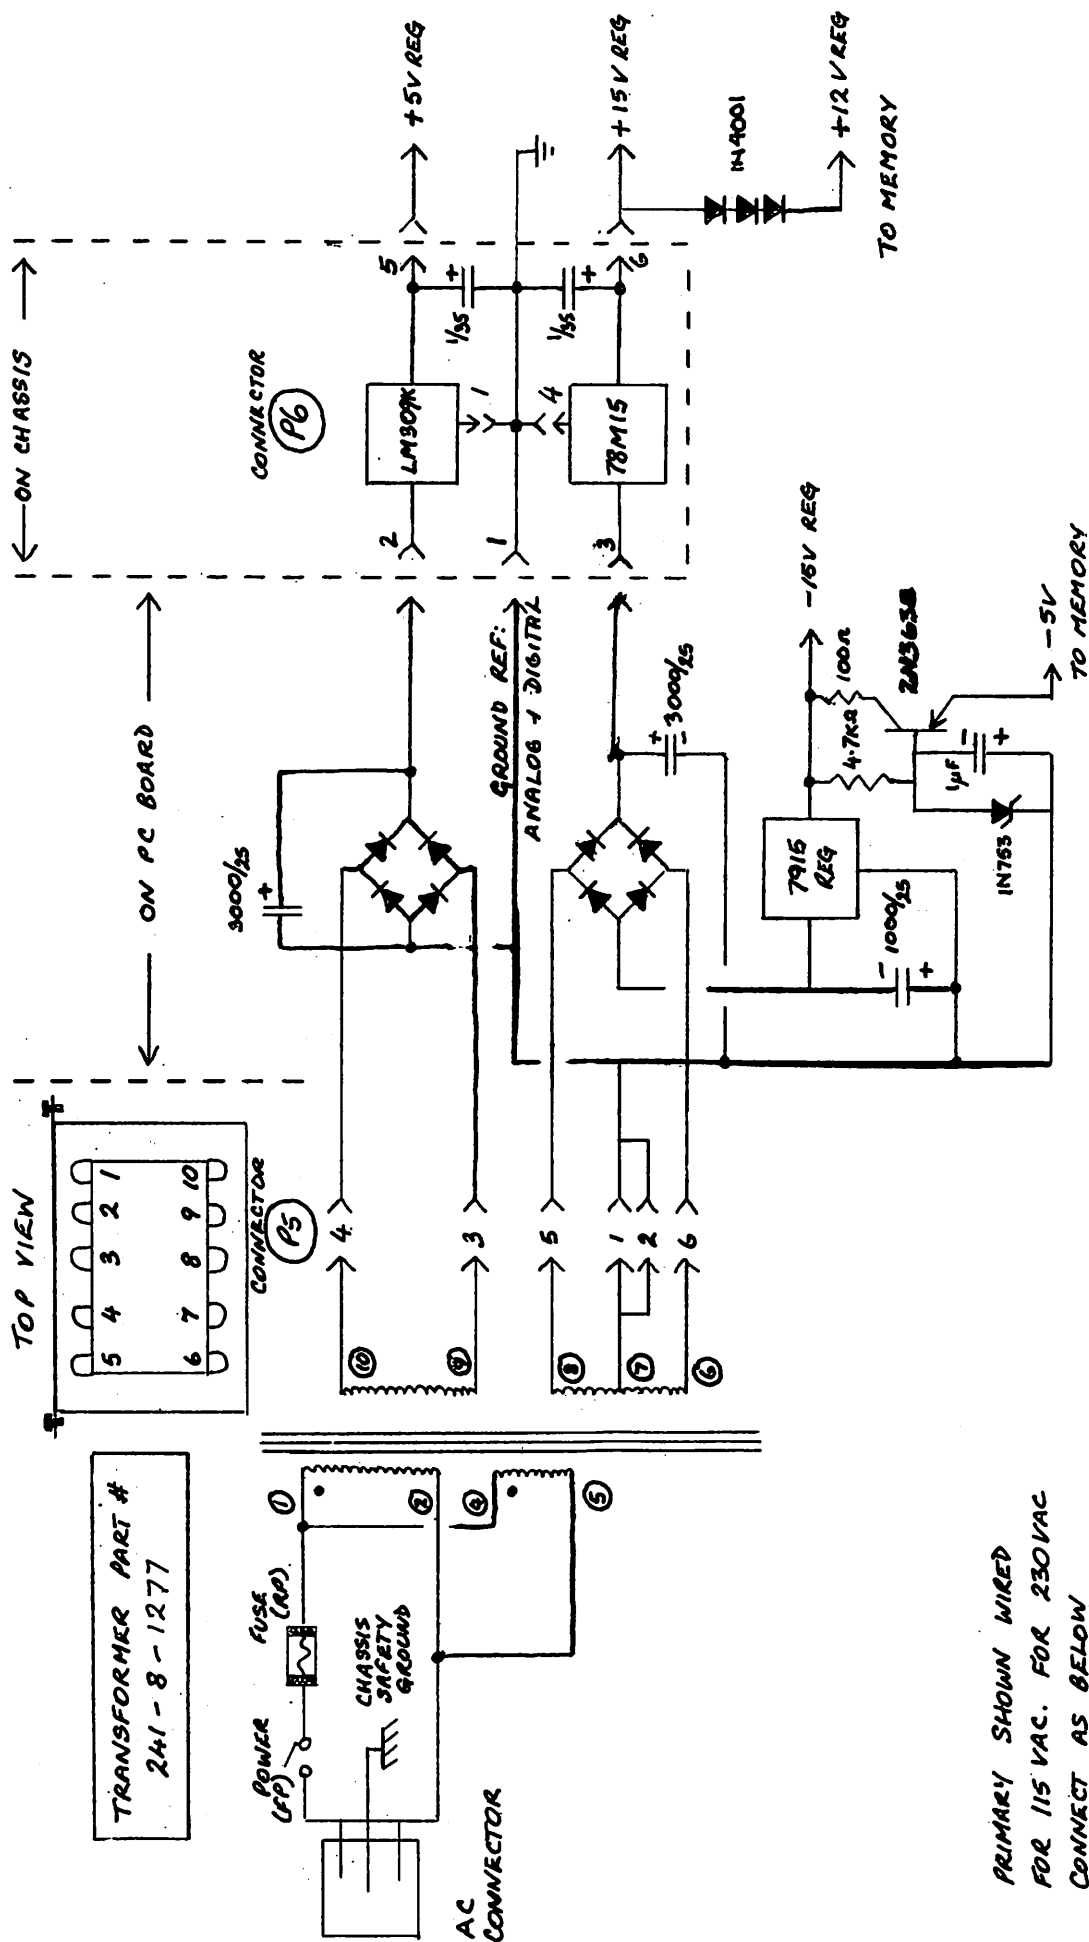 TRANSFORMER PART #
241-8-1277
TOP VIEW
5 4 3 2 1
6 7 8 9 10
CONNECTOR
P5
← ON PC BOARD →
← ON CHASSIS →
CONNECTOR
P6
AC
CONNECTOR
POWER
(FP)
FUSE
(RP)
CHASSIS
SAFETY
GROUND
1
2
4
5
10
9
8
7
6
4
3
5
1
2
6
3000/25
+
GROUND REF:
ANALOG + DIGITAL
+
-
3000/25
7915
REG
-
1000/25
+
-15V REG
4.7KΩ
100Ω
1µF
-
+
1N753
-5V
TO MEMORY
2
1
3
LM309K
1
4
78M15
5
6
1/35
+
1/35
+
+5V REG
+15V REG
1N4001
+12V REG
TO MEMORY
PRIMARY SHOWN WIRED
FOR 115 VAC. FOR 230VAC
CONNECT AS BELOW